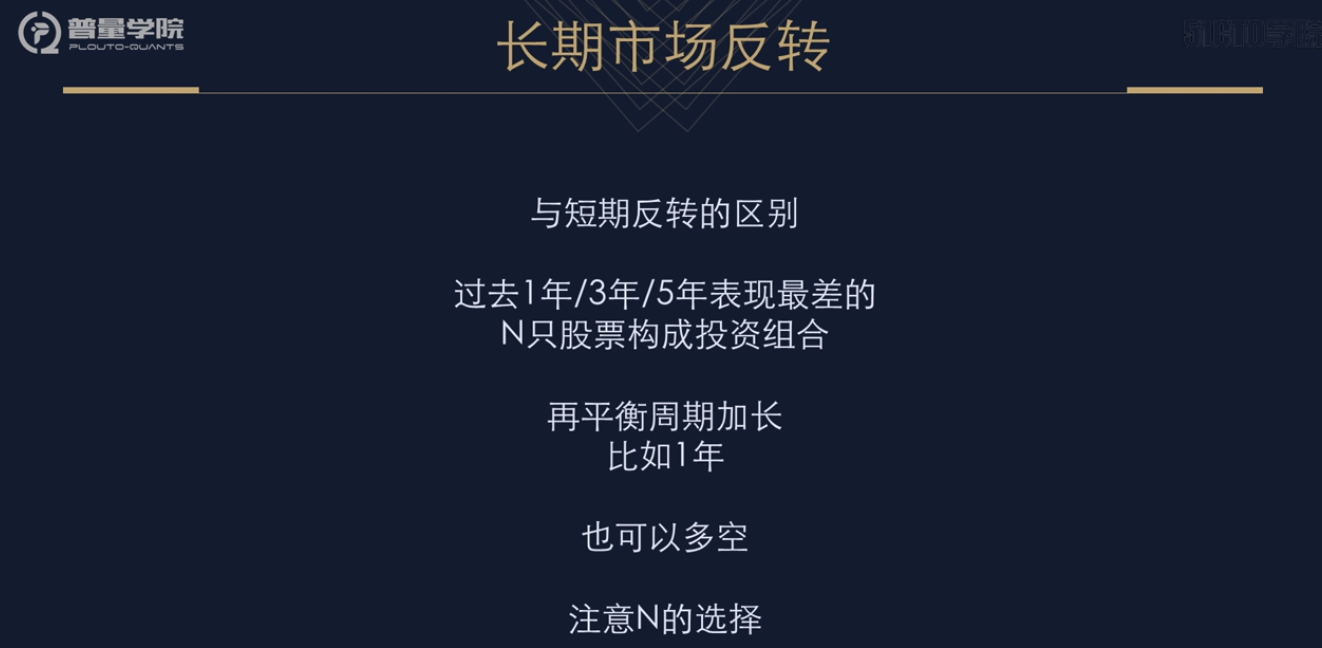 普量学院
PLOUTO-QUANTS
长期市场反转
与短期反转的区别
过去1年/3年/5年表现最差的
N只股票构成投资组合
再平衡周期加长
比如1年
也可以多空
注意N的选择